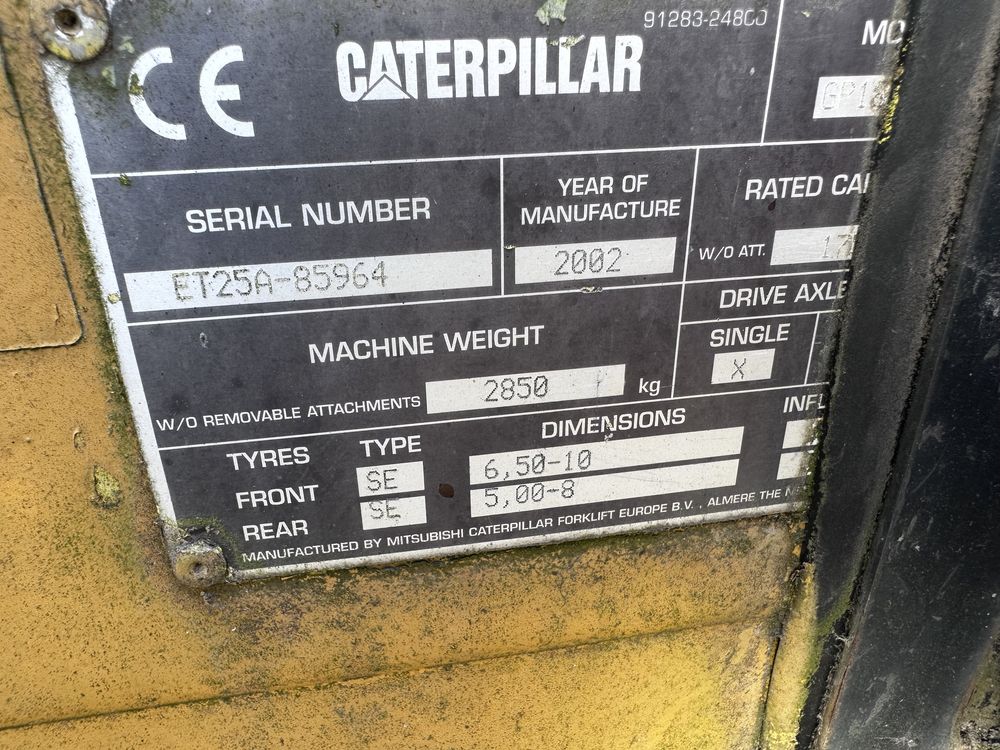 91283-24800
CE CATERPILLAR
SERIAL NUMBER
ET25A-85964
YEAR OF
MANUFACTURE
2002
W/O ATT.
RATED
MACHINE WEIGHT
W/O REMOVABLE ATTACHMENTS 2850 kg
DRIVE AXLE
SINGLE
X
TYRES TYPE DIMENSIONS
FRONT SE 6,50-10
REAR SE 5,00-8
MANUFACTURED BY MITSUBISHI CATERPILLAR FORKLIFT EUROPE B.V., ALMERE THE